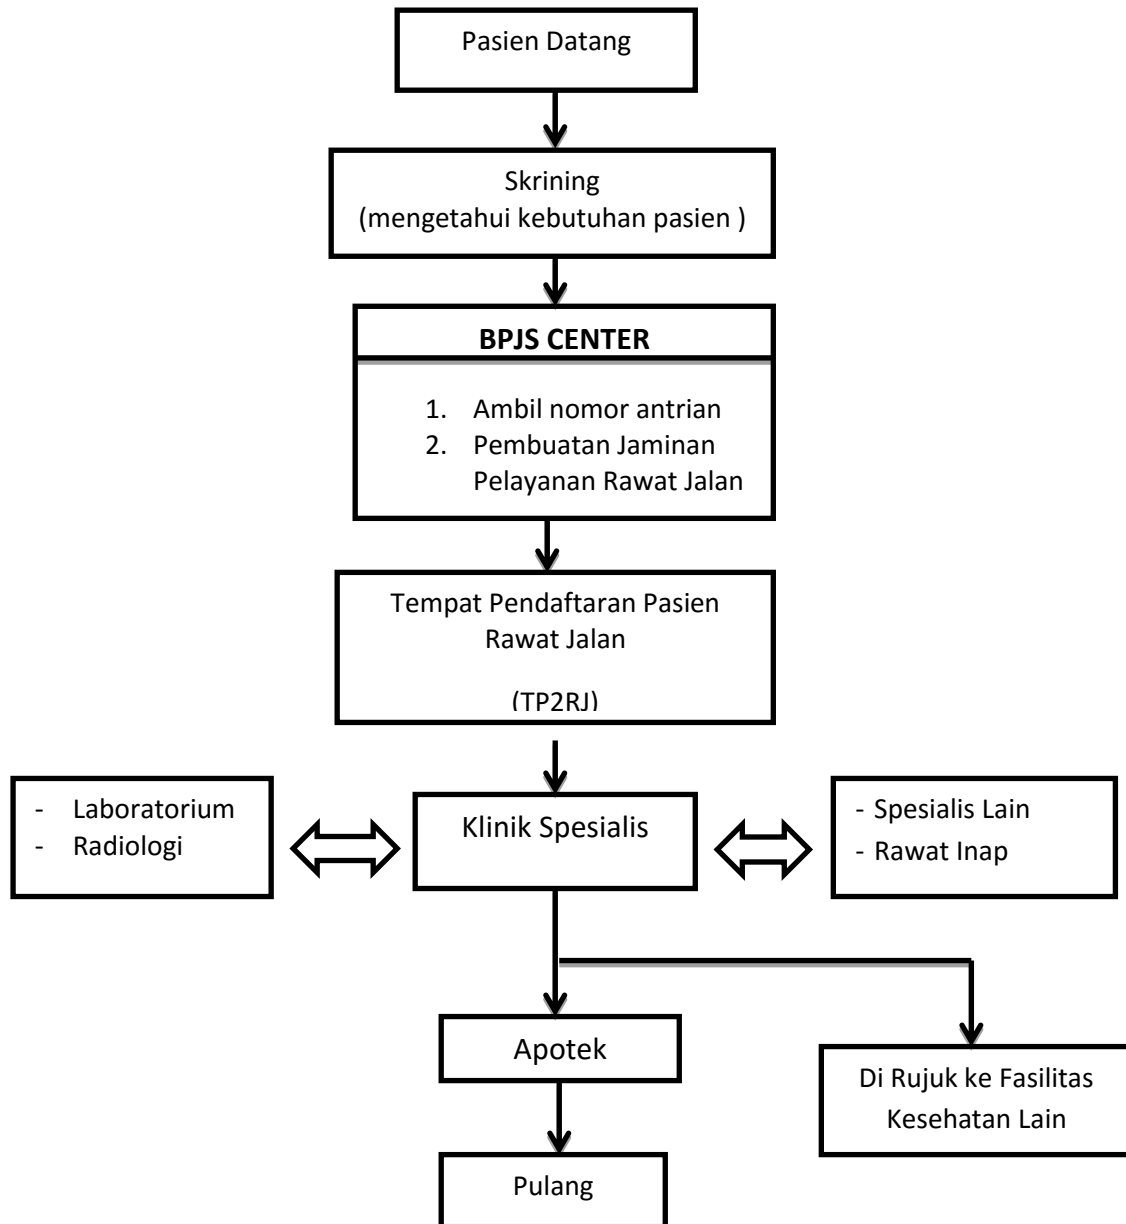 Pasien Datang
Skrining
(mengetahui kebutuhan pasien )
BPJS CENTER
1. Ambil nomor antrian
2. Pembuatan Jaminan
Pelayanan Rawat Jalan
Tempat Pendaftaran Pasien
Rawat Jalan
(TP2RJ)
- Laboratorium
- Radiologi
Klinik Spesialis
- Spesialis Lain
- Rawat Inap
Apotek
Di Rujuk ke Fasilitas
Kesehatan Lain
Pulang